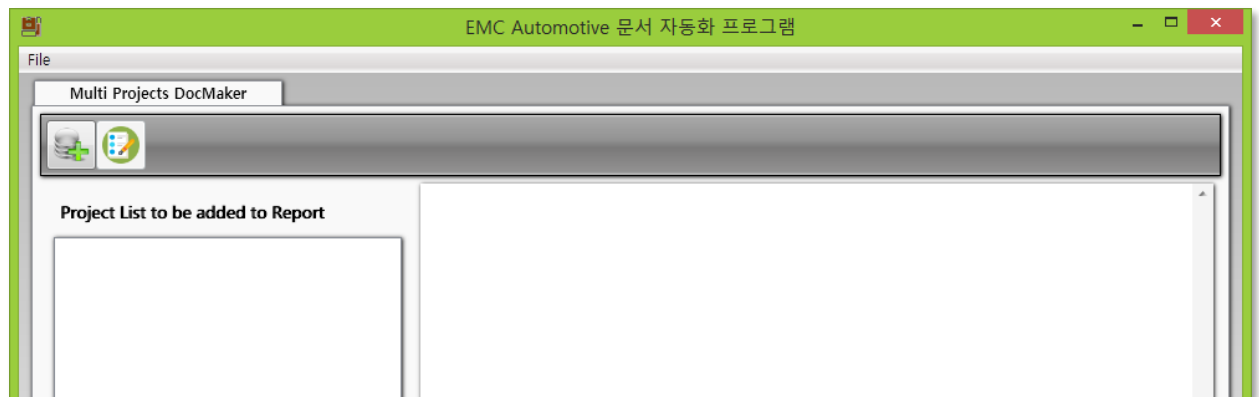 EMC Automotive 문서 자동화 프로그램
File
Multi Projects DocMaker
Project List to be added to Report